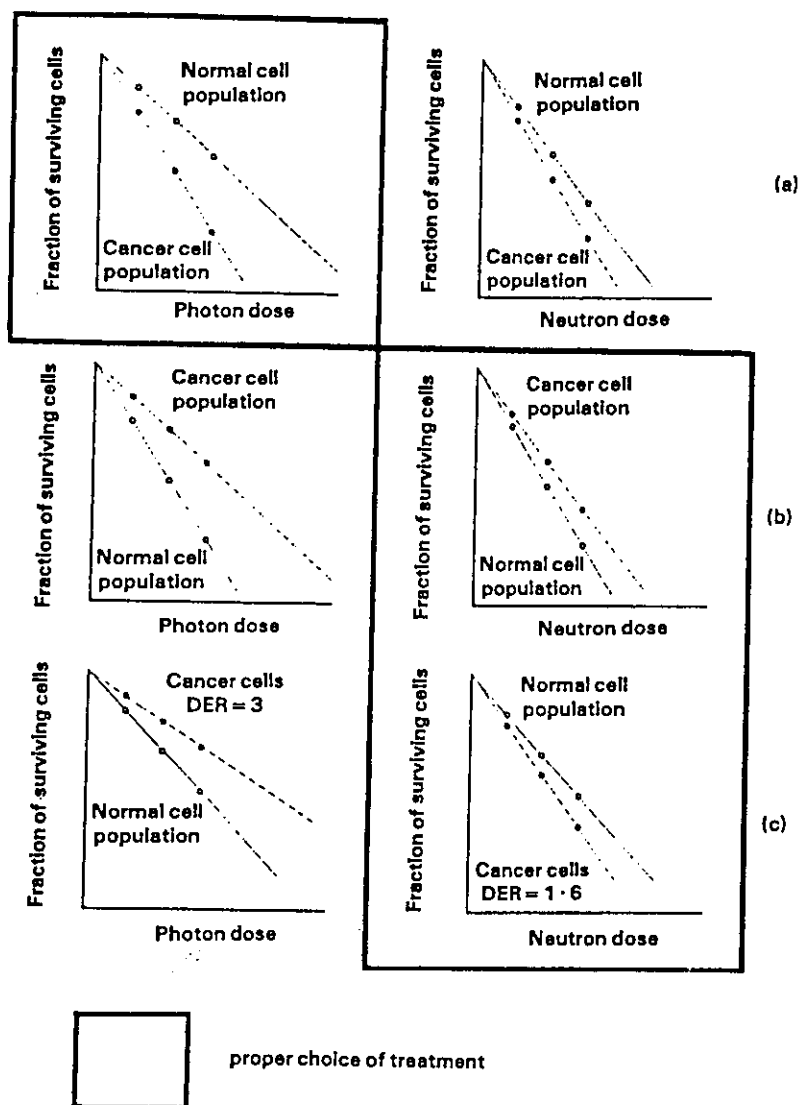 Fraction of surviving cells
Normal cell
population
Cancer cell
population
Photon dose
Fraction of surviving cells
Normal cell
population
Cancer cell
population
Neutron dose
(a)
Fraction of surviving cells
Cancer cell
population
Normal cell
population
Photon dose
Fraction of surviving cells
Cancer cell
population
Normal cell
population
Neutron dose
(b)
Fraction of surviving cells
Cancer cells
DER = 3
Normal cell
population
Photon dose
Fraction of surviving cells
Normal cell
population
Cancer cells
DER = 1·6
Neutron dose
(c)
proper choice of treatment